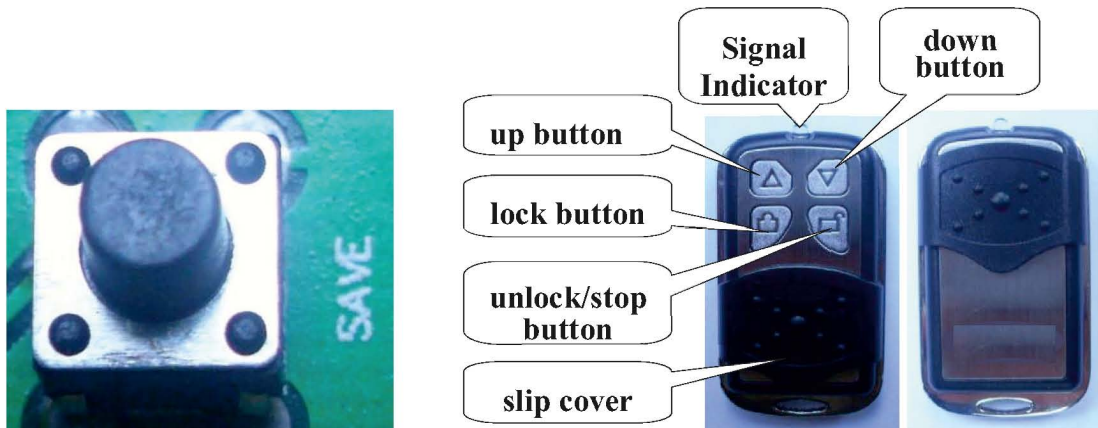 SAVE
Signal
Indicator
down
button
up button
lock button
unlock/stop
button
slip cover